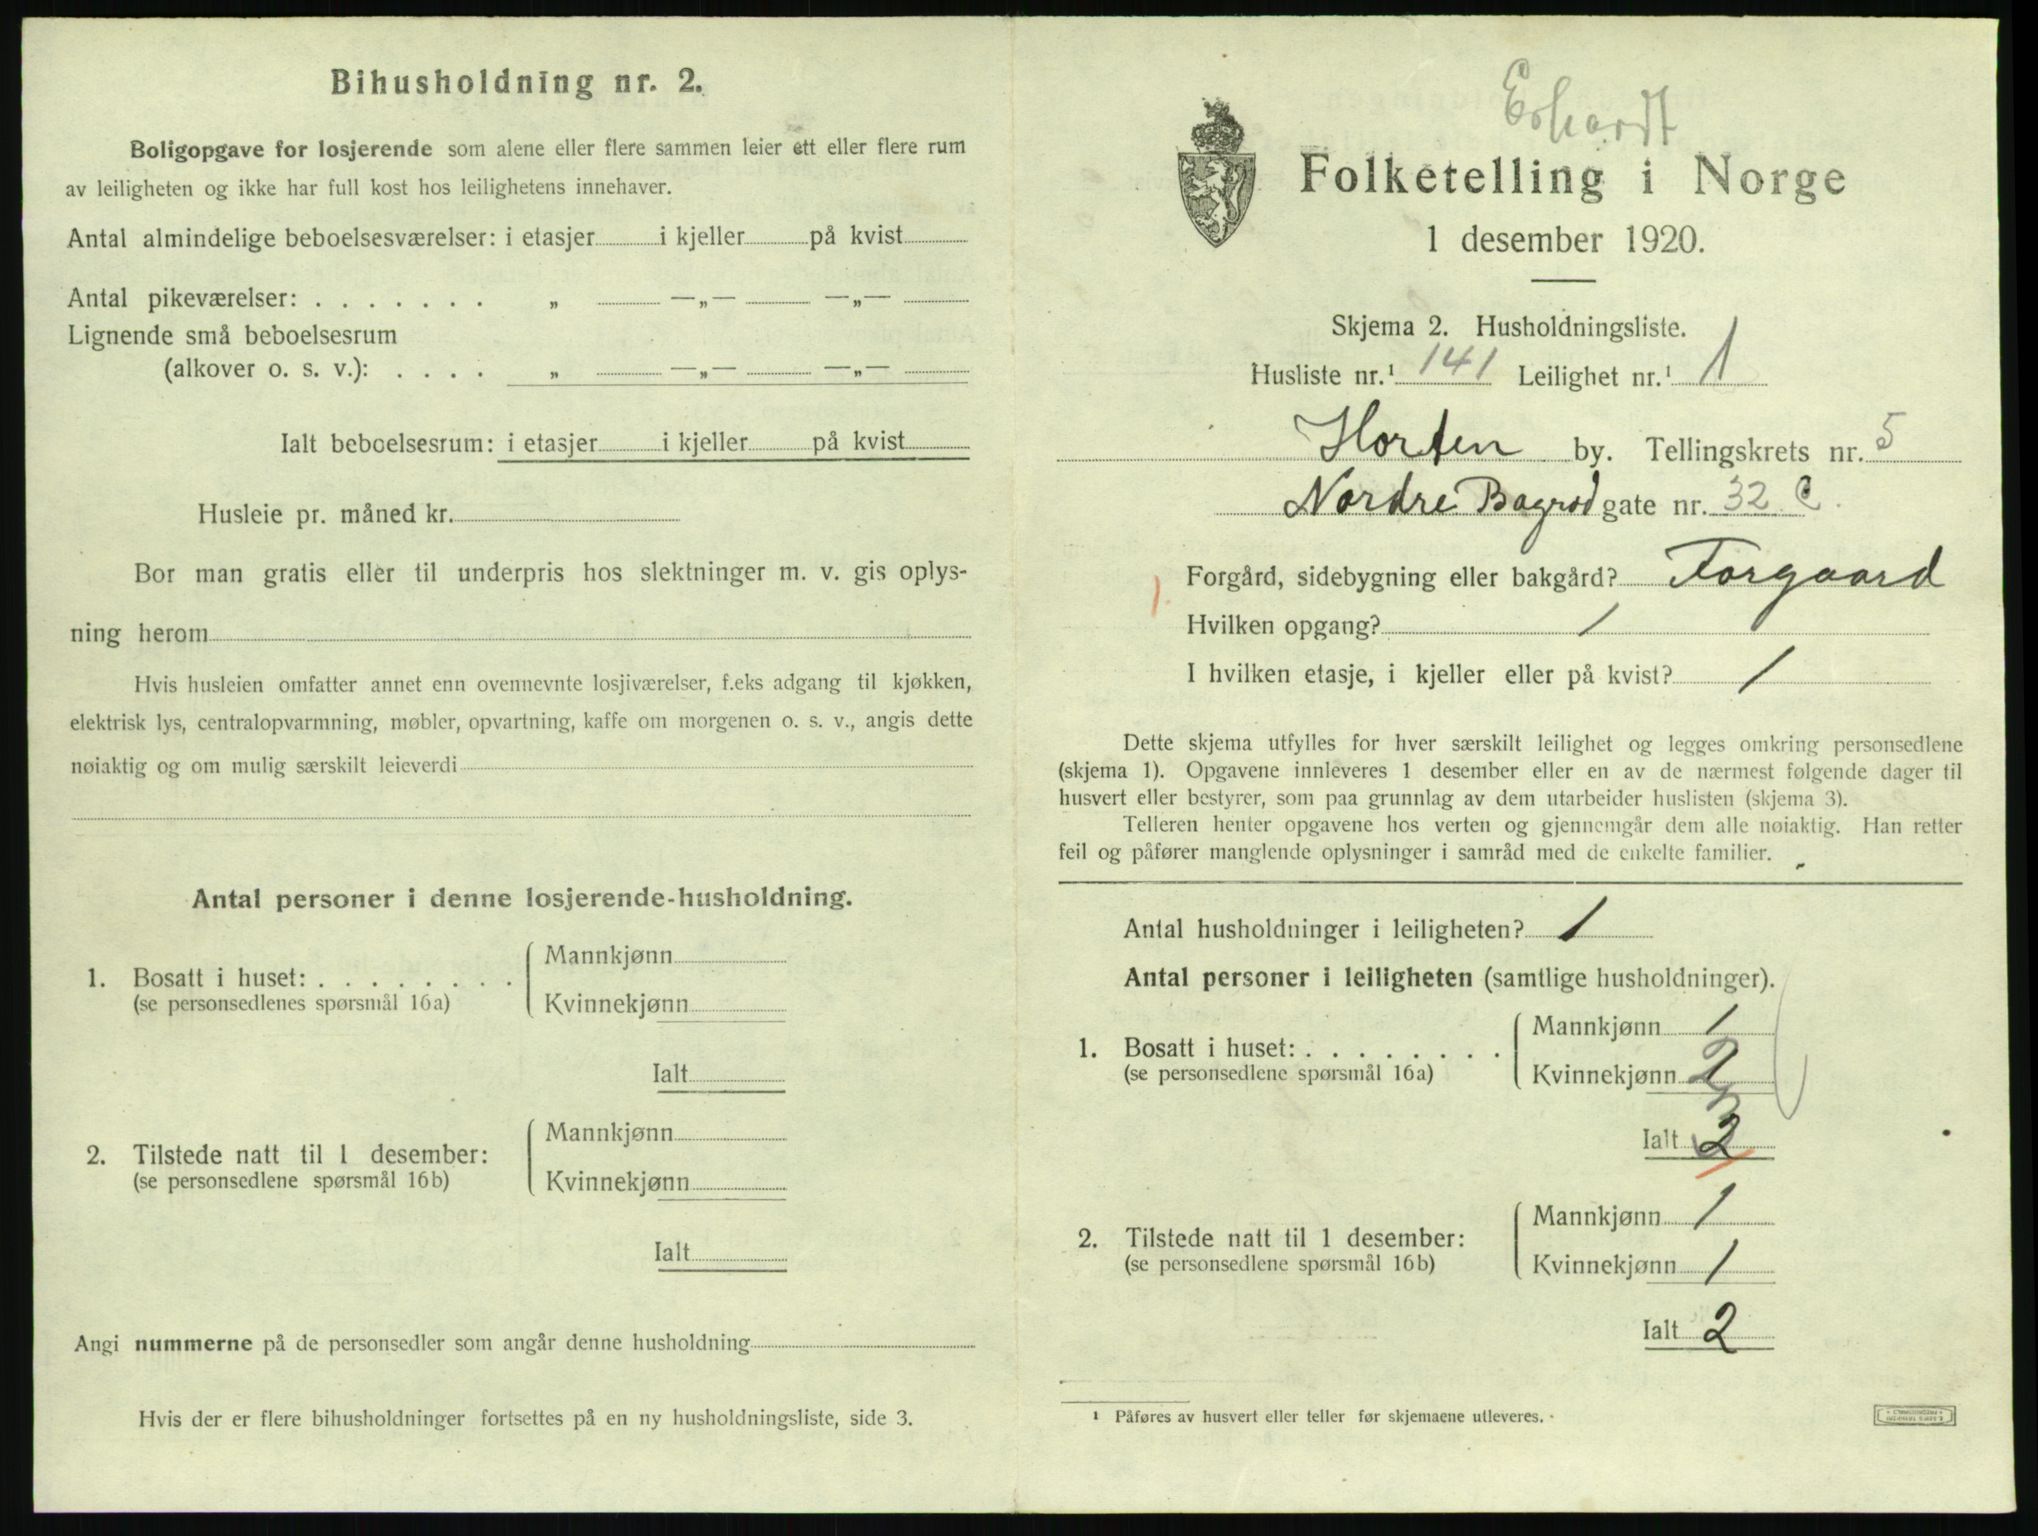 Bihusholdning nr. 2.
Boligopgave for losjerende som alene eller flere sammen leier ett eller flere rum
av leiligheten og ikke har full kost hos leilighetens innehaver.
Antal almindelige beboelsesværelser: i etasjer i kjeller på kvist
Antal pikeværelser: . . . . . . . „ —„— —„—
Lignende små beboelsesrum
(alkover o. s. v.): . . . . „ —„— —„—
Ialt beboelsesrum: i etasjer i kjeller på kvist
Husleie pr. måned kr.
Bor man gratis eller til underpris hos slektninger m. v. gis oplys-
ning herom
Hvis husleien omfatter annet enn ovennevnte losjiværelser, f.eks adgang til kjøkken,
elektrisk lys, centralopvarmning, møbler, opvartning, kaffe om morgenen o. s. v., angis dette
nøiaktig og om mulig særskilt leieverdi
Antal personer i denne losjerende-husholdning.
1. Bosatt i huset: . . . . . . . .
(se personsedlenes spørsmål 16a)
Mannkjønn
Kvinnekjønn
Ialt
2. Tilstede natt til 1 desember:
(se personsedlene spørsmål 16b)
Mannkjønn
Kvinnekjønn
Ialt
Angi nummerne på de personsedler som angår denne husholdning
Hvis der er flere bihusholdninger fortsettes på en ny husholdningsliste, side 3.
Erhardt
Folketelling i Norge
1 desember 1920.
Skjema 2. Husholdningsliste.
Husliste nr.¹ 141 Leilighet nr.¹ 1
Horten by. Tellingskrets nr. 5
Nordre Bagrod gate nr. 32 C.
Forgård, sidebygning eller bakgård? Forgaard
1.
Hvilken opgang? 1
I hvilken etasje, i kjeller eller på kvist? 1
Dette skjema utfylles for hver særskilt leilighet og legges omkring personsedlene
(skjema 1). Opgavene innleveres 1 desember eller en av de nærmest følgende dager til
husvert eller bestyrer, som paa grunnlag av dem utarbeider huslisten (skjema 3).
Telleren henter opgavene hos verten og gjennemgår dem alle nøiaktig. Han retter
feil og påfører manglende oplysninger i samråd med de enkelte familier.
Antal husholdninger i leiligheten? 1
Antal personer i leiligheten (samtlige husholdninger).
1. Bosatt i huset: . . . . . . . .
(se personsedlene spørsmål 16a)
Mannkjønn 1
Kvinnekjønn 2
Ialt 3
2. Tilstede natt til 1 desember:
(se personsedlene spørsmål 16b)
Mannkjønn 1
Kvinnekjønn 1
Ialt 2
¹ Påføres av husvert eller teller før skjemaene utleveres.